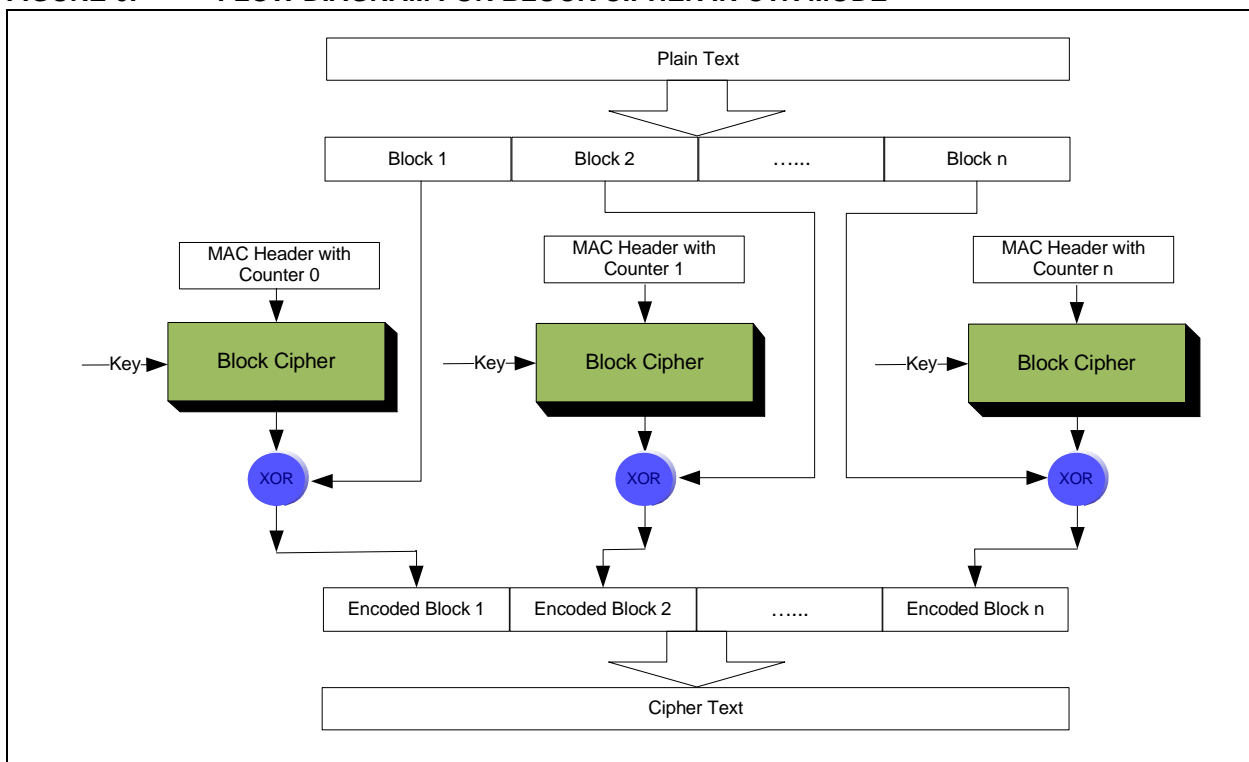 Plain Text
Block 1
Block 2
…...
Block n
MAC Header with
Counter 0
MAC Header with
Counter 1
MAC Header with
Counter n
Key
Block Cipher
Key
Block Cipher
Key
Block Cipher
XOR
XOR
XOR
Encoded Block 1
Encoded Block 2
…...
Encoded Block n
Cipher Text